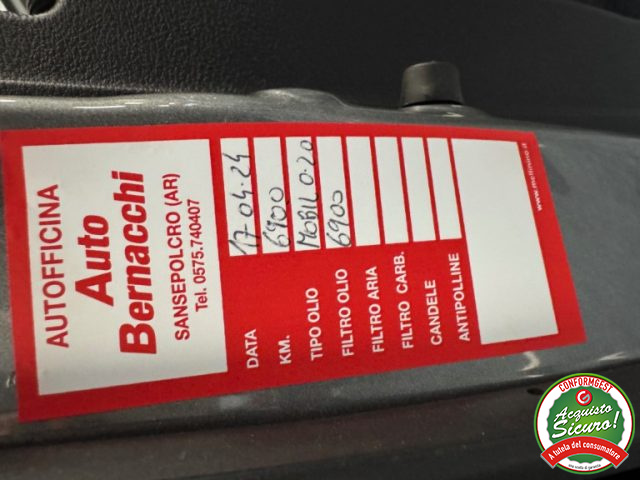 AUTOFFICINA
Auto
Bernacchi
SANSEPOLCRO (AR)
Tel. 0575.740407
DATA 17-04-24
KM. 6900
TIPO OLIO MOBIL 0-20
FILTRO OLIO 6900
FILTRO ARIA
FILTRO CARB.
CANDELE
ANTIPOLLINE
CONFORMGEST
Acquisto
Sicuro!
A tutela del consumatore